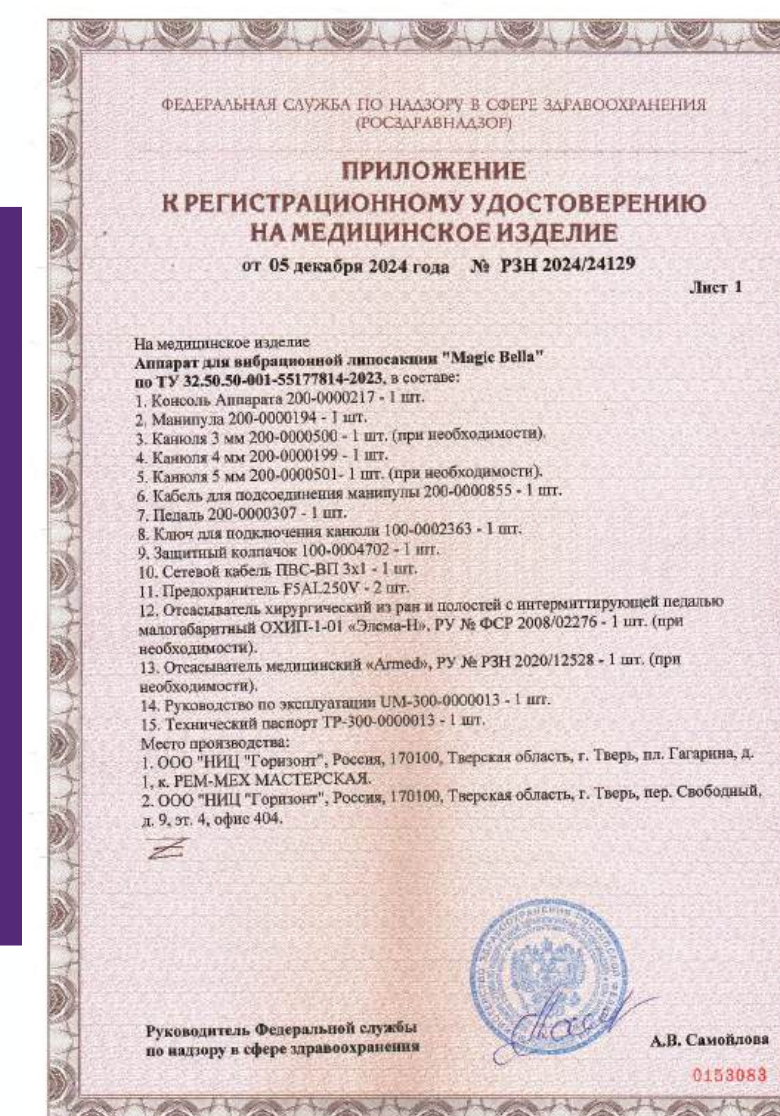 ФЕДЕРАЛЬНАЯ СЛУЖБА ПО НАДЗОРУ В СФЕРЕ ЗДРАВООХРАНЕНИЯ
(РОСЗДРАВНАДЗОР)
ПРИЛОЖЕНИЕ
К РЕГИСТРАЦИОННОМУ УДОСТОВЕРЕНИЮ
НА МЕДИЦИНСКОЕ ИЗДЕЛИЕ
от 05 декабря 2024 года № РЗН 2024/24129
Лист 1
На медицинское изделие
Аппарат для вибрационной липосакции "Magic Bella"
по ТУ 32.50.50-001-55177814-2023, в составе:
1. Консоль Аппарата 200-0000217 - 1 шт.
2. Манипула 200-0000194 - 1 шт.
3. Канюля 3 мм 200-0000500 - 1 шт. (при необходимости).
4. Канюля 4 мм 200-0000199 - 1 шт.
5. Канюля 5 мм 200-0000501- 1 шт. (при необходимости).
6. Кабель для подсоединения манипулы 200-0000855 - 1 шт.
7. Педаль 200-0000307 - 1 шт.
8. Ключ для подключения канюли 100-0002363 - 1 шт.
9. Защитный колпачок 100-0004702 - 1 шт.
10. Сетевой кабель ПВС-ВП 3х1 - 1 шт.
11. Предохранитель F5AL250V - 2 шт.
12. Отсасыватель хирургический из ран и полостей с интермиттирующей педалью
малогабаритный ОХИП-1-01 «Элема-Н», РУ № ФСР 2008/02276 - 1 шт. (при
необходимости).
13. Отсасыватель медицинский «Armed», РУ № РЗН 2020/12528 - 1 шт. (при
необходимости).
14. Руководство по эксплуатации UM-300-0000013 - 1 шт.
15. Технический паспорт TP-300-0000013 - 1 шт.
Место производства:
1. ООО "НИЦ "Горизонт", Россия, 170100, Тверская область, г. Тверь, пл. Гагарина, д.
1, к. РЕМ-МЕХ МАСТЕРСКАЯ.
2. ООО "НИЦ "Горизонт", Россия, 170100, Тверская область, г. Тверь, пер. Свободный,
д. 9, эт. 4, офис 404.
Руководитель Федеральной службы
по надзору в сфере здравоохранения
А.В. Самойлова
0153083